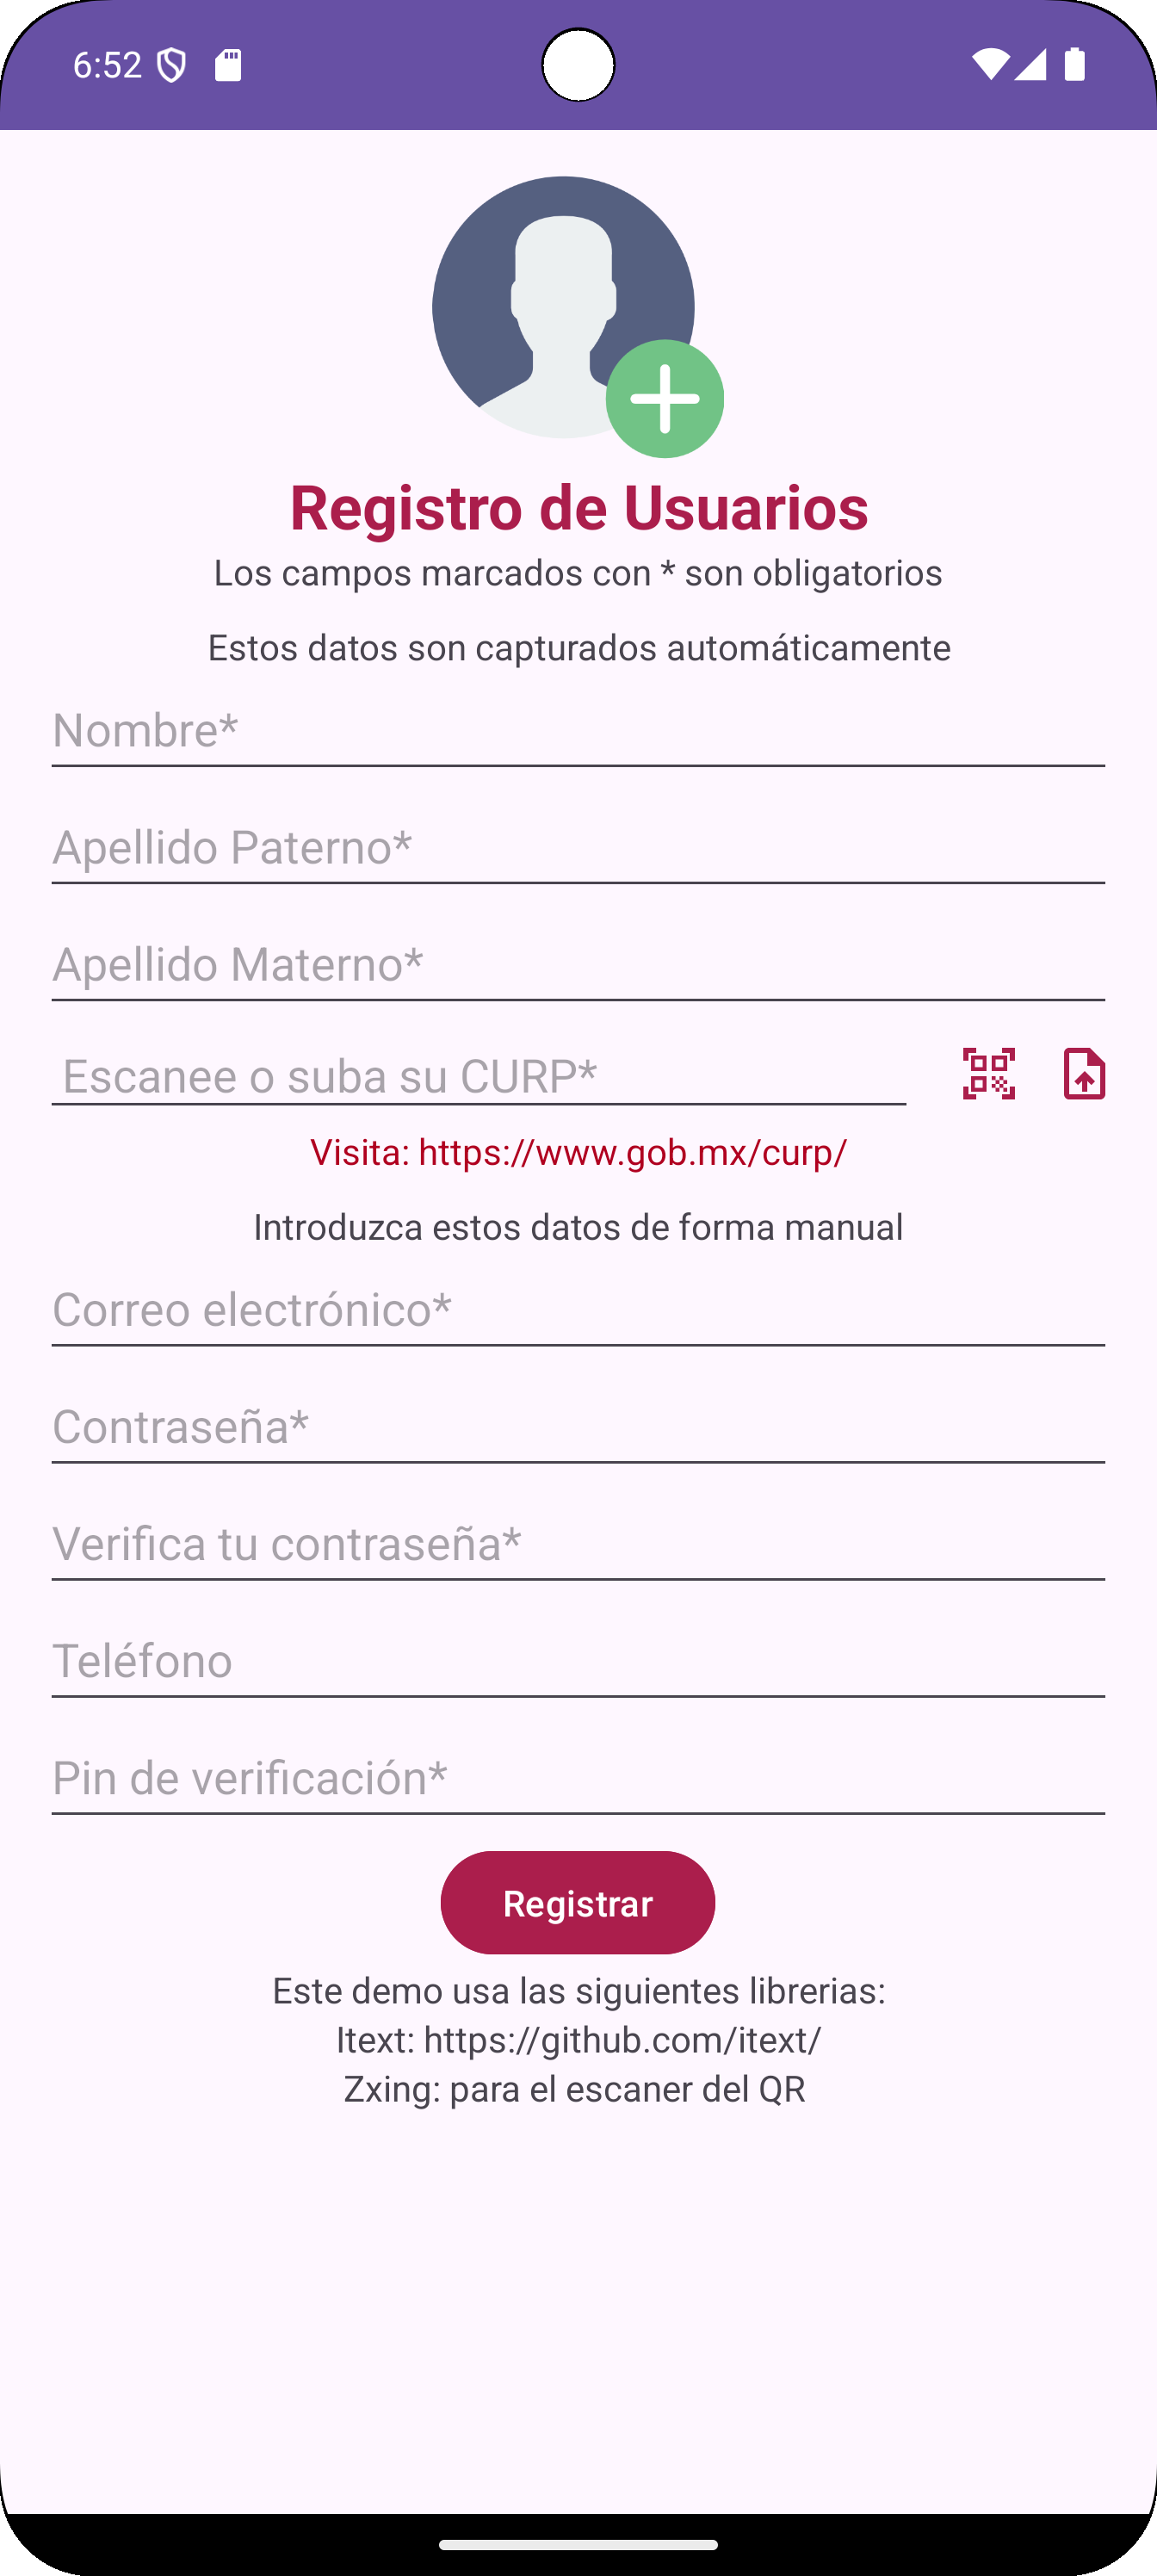 6:52
Registro de Usuarios
Los campos marcados con * son obligatorios
Estos datos son capturados automáticamente
Nombre*
Apellido Paterno*
Apellido Materno*
Escanee o suba su CURP*
Visita: https://www.gob.mx/curp/
Introduzca estos datos de forma manual
Correo electrónico*
Contraseña*
Verifica tu contraseña*
Teléfono
Pin de verificación*
Registrar
Este demo usa las siguientes librerias:
Itext: https://github.com/itext/
Zxing: para el escaner del QR